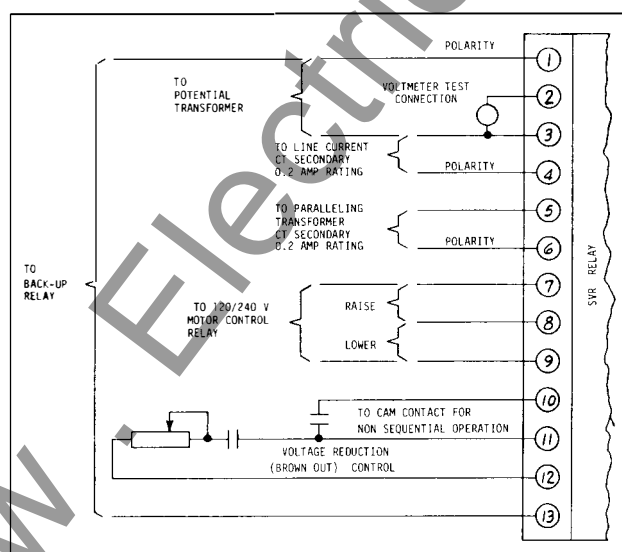 POLARITY
1
TO
POTENTIAL
TRANSFORMER
VOLTMETER TEST
CONNECTION
2
3
TO LINE CURRENT
CT SECONDARY
0.2 AMP RATING
POLARITY
4
TO PARALLELING
TRANSFORMER
CT SECONDARY
0.2 AMP RATING
5
POLARITY
6
TO
BACK-UP
RELAY
SVR RELAY
TO 120/240 V
MOTOR CONTROL
RELAY
7
RAISE
8
LOWER
9
10
TO CAM CONTACT FOR
NON SEQUENTIAL OPERATION
11
VOLTAGE REDUCTION
(BROWN OUT) CONTROL
12
13
w . Electric